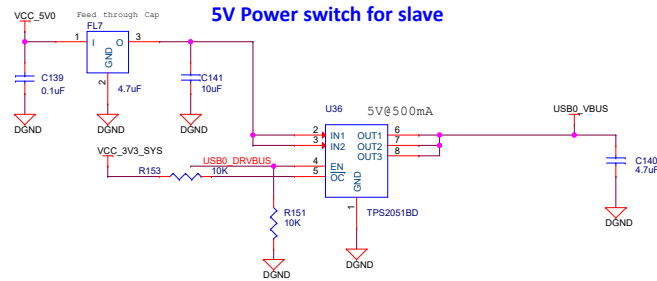 5V Power switch for slave
VCC_5V0
Feed through Cap
FL7
1
I
O
3
GND
2
4.7uF
C139
0.1uF
C141
10uF
DGND
DGND
DGND
U36
5V@500mA
USB0_VBUS
2
IN1
OUT1
6
3
IN2
OUT2
7
OUT3
8
VCC_3V3_SYS
USB0_DRVBUS
4
EN
R153
10K
5
OC
GND
1
TPS2051BD
C140
4.7uF
R151
10K
DGND
DGND
DGND